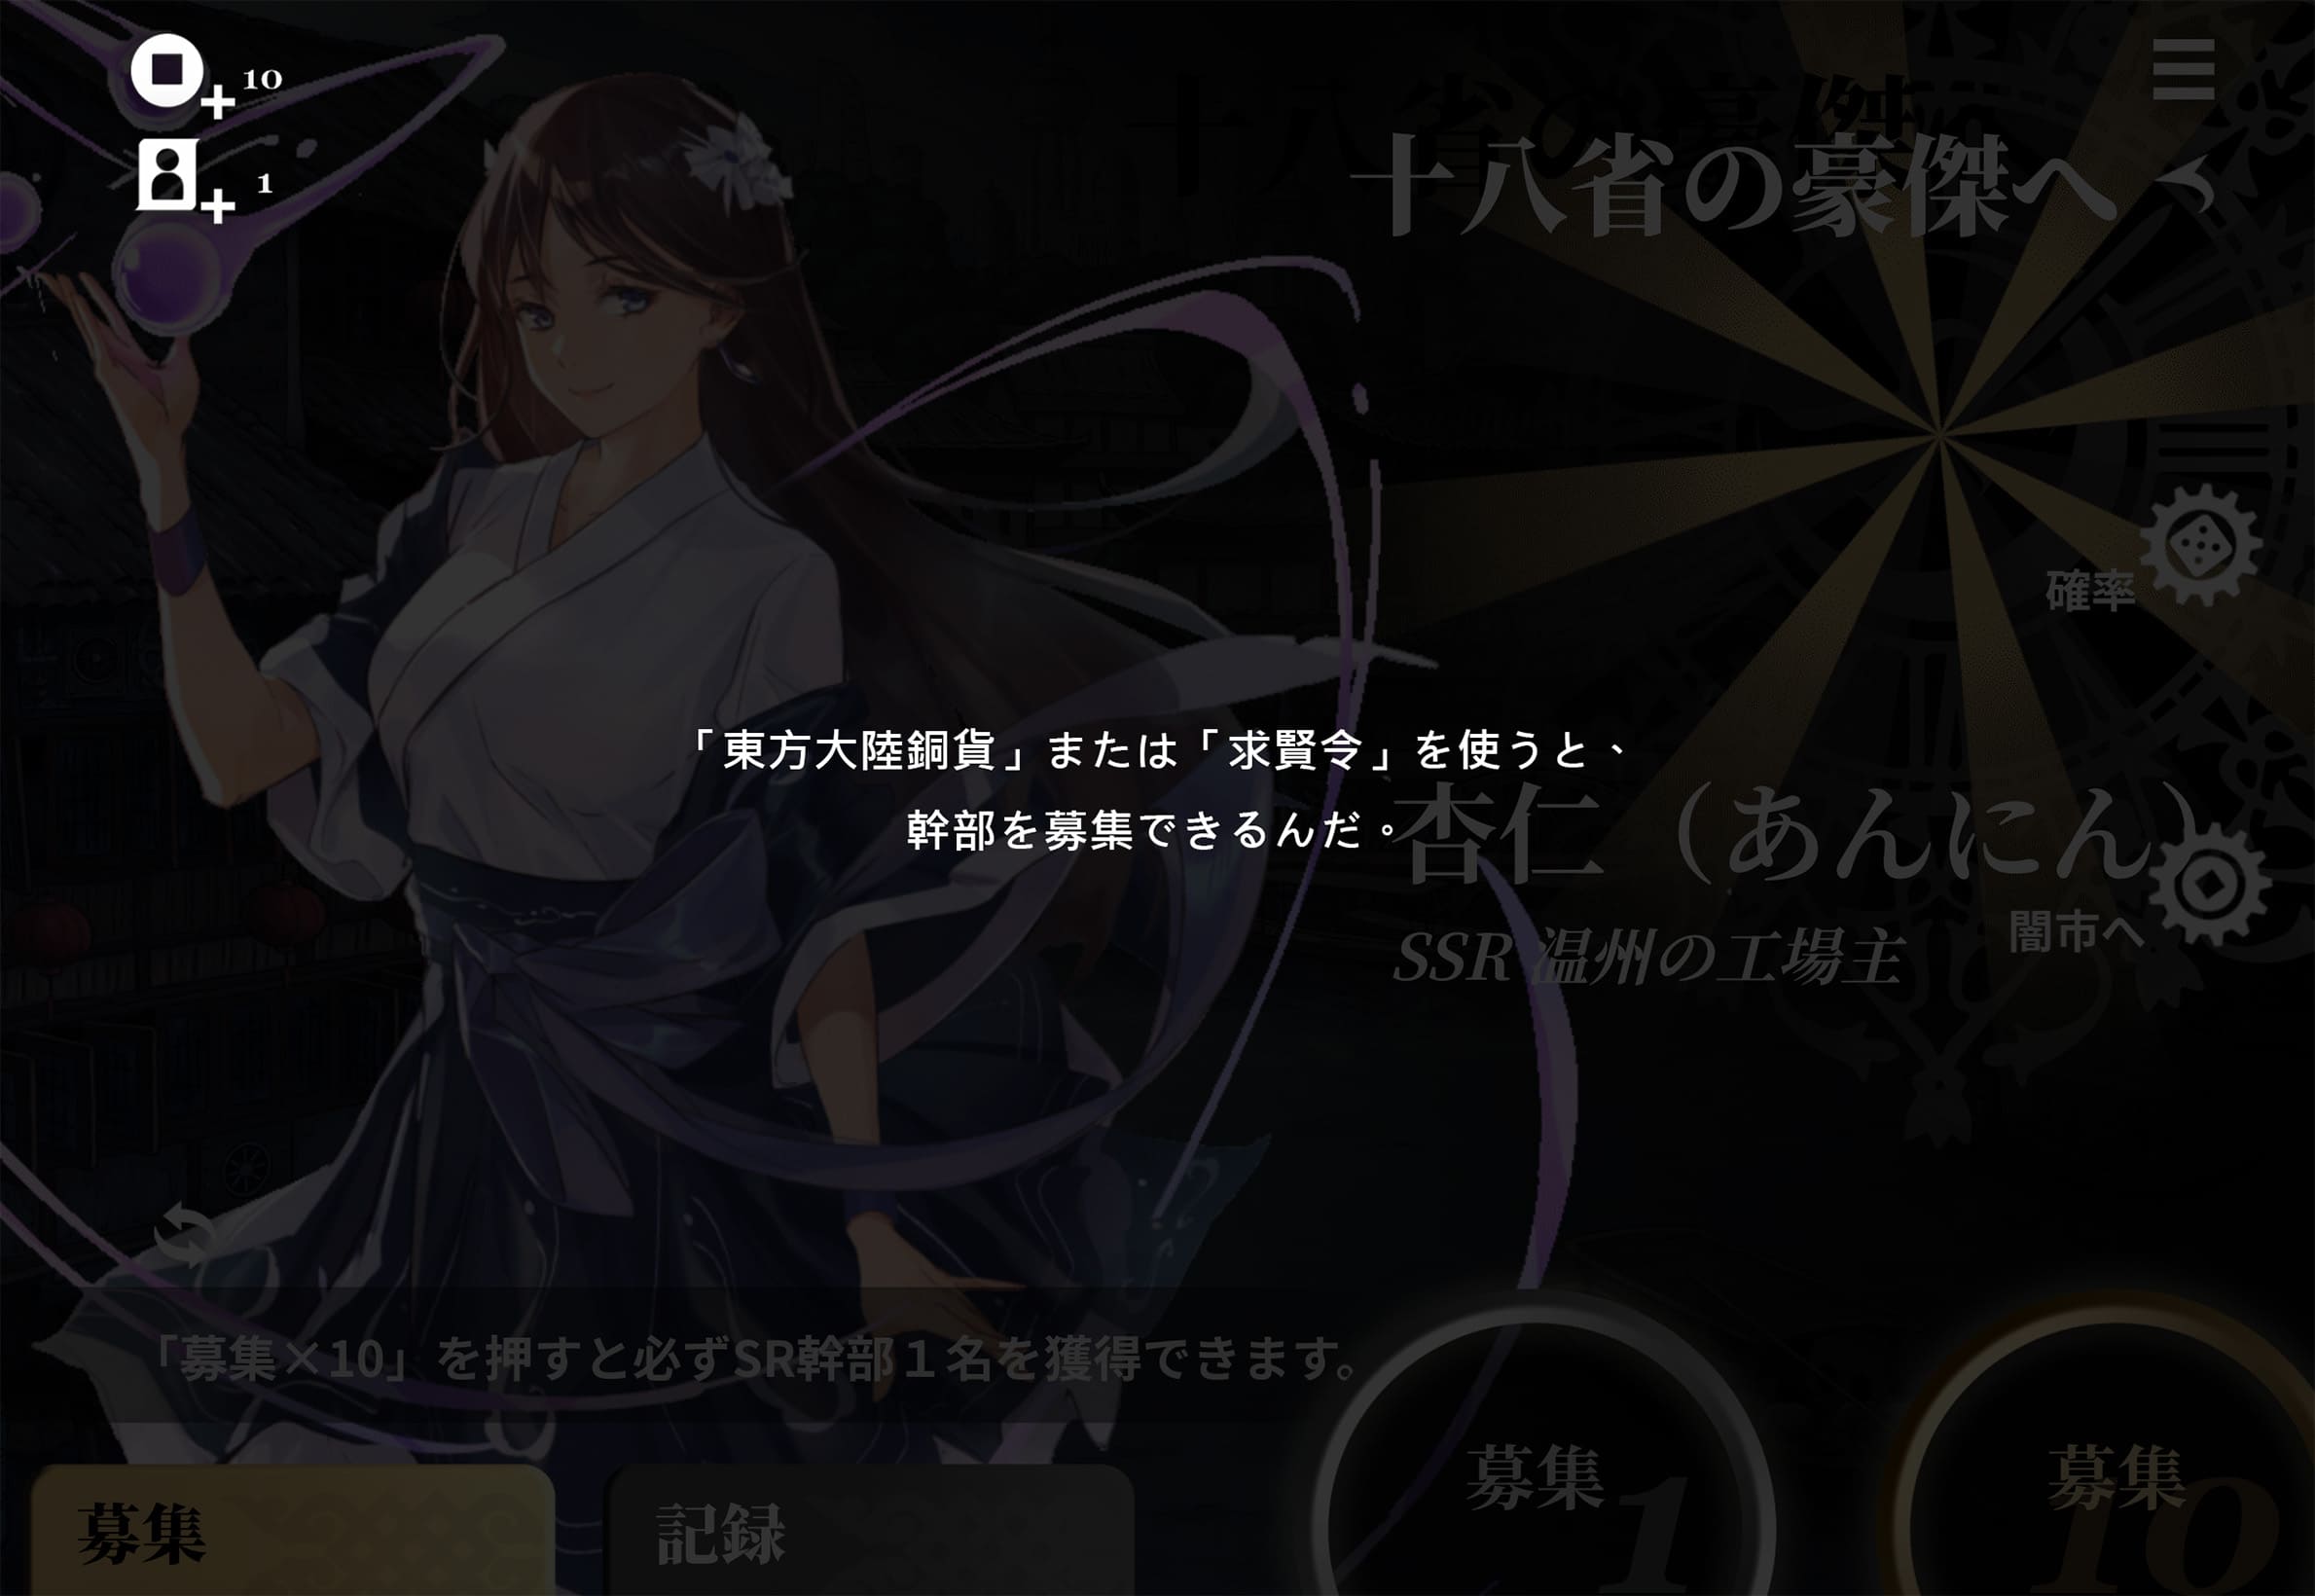 10
1
十八省の豪傑へ
確率
「東方大陸銅貨」または「求賢令」を使うと、
幹部を募集できるんだ。
杏仁（あんにん）
闇市へ
SSR 温州の工場主
「募集×10」を押すと必ずSR幹部１名を獲得できます。
募集
記録
募集 1
募集 10